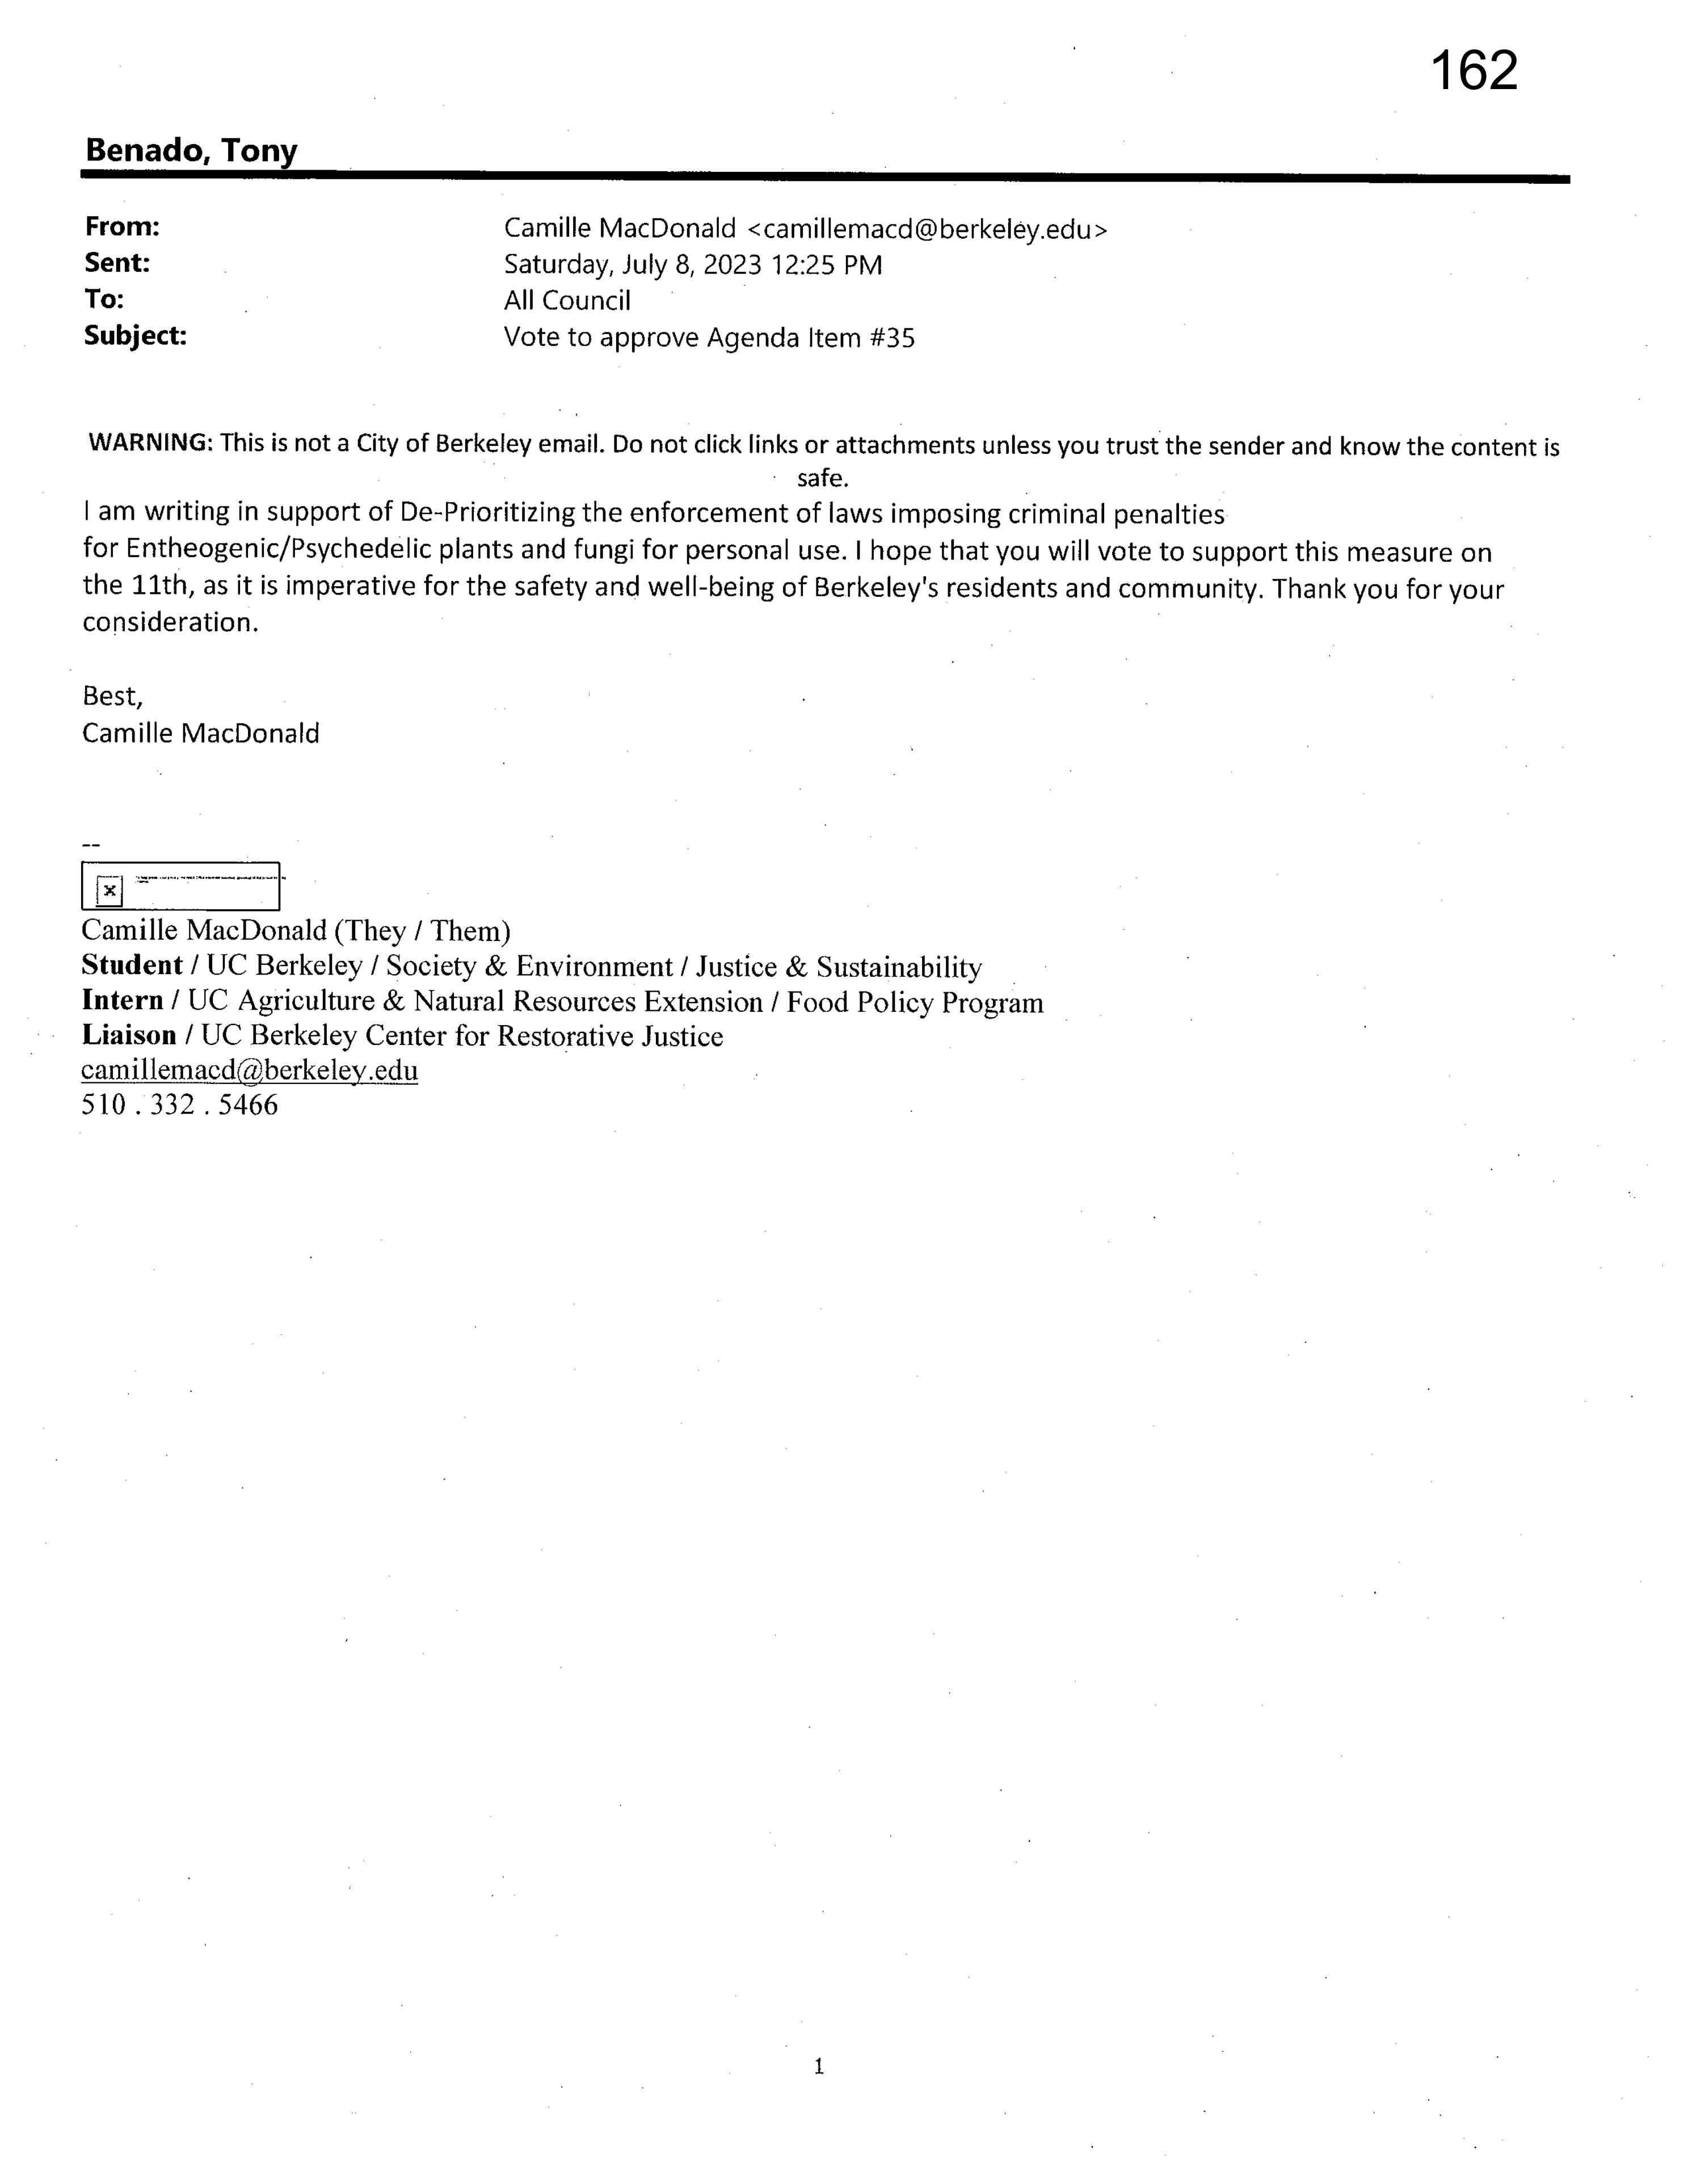 162
Benado, Tony
From: Camille MacDonald <camillemacd@berkeley.edu>
Sent: Saturday, July 8, 2023 12:25 PM
To: All Council
Subject: Vote to approve Agenda Item #35
WARNING: This is not a City of Berkeley email. Do not click links or attachments unless you trust the sender and know the content is
safe.
I am writing in support of De-Prioritizing the enforcement of laws imposing criminal penalties
for Entheogenic/Psychedelic plants and fungi for personal use. I hope that you will vote to support this measure on
the 11th, as it is imperative for the safety and well-being of Berkeley's residents and community. Thank you for your
consideration.
Best,
Camille MacDonald
--
Camille MacDonald (They / Them)
Student / UC Berkeley / Society & Environment / Justice & Sustainability
Intern / UC Agriculture & Natural Resources Extension / Food Policy Program
Liaison / UC Berkeley Center for Restorative Justice
camillemacd@berkeley.edu
510 . 332 . 5466
1